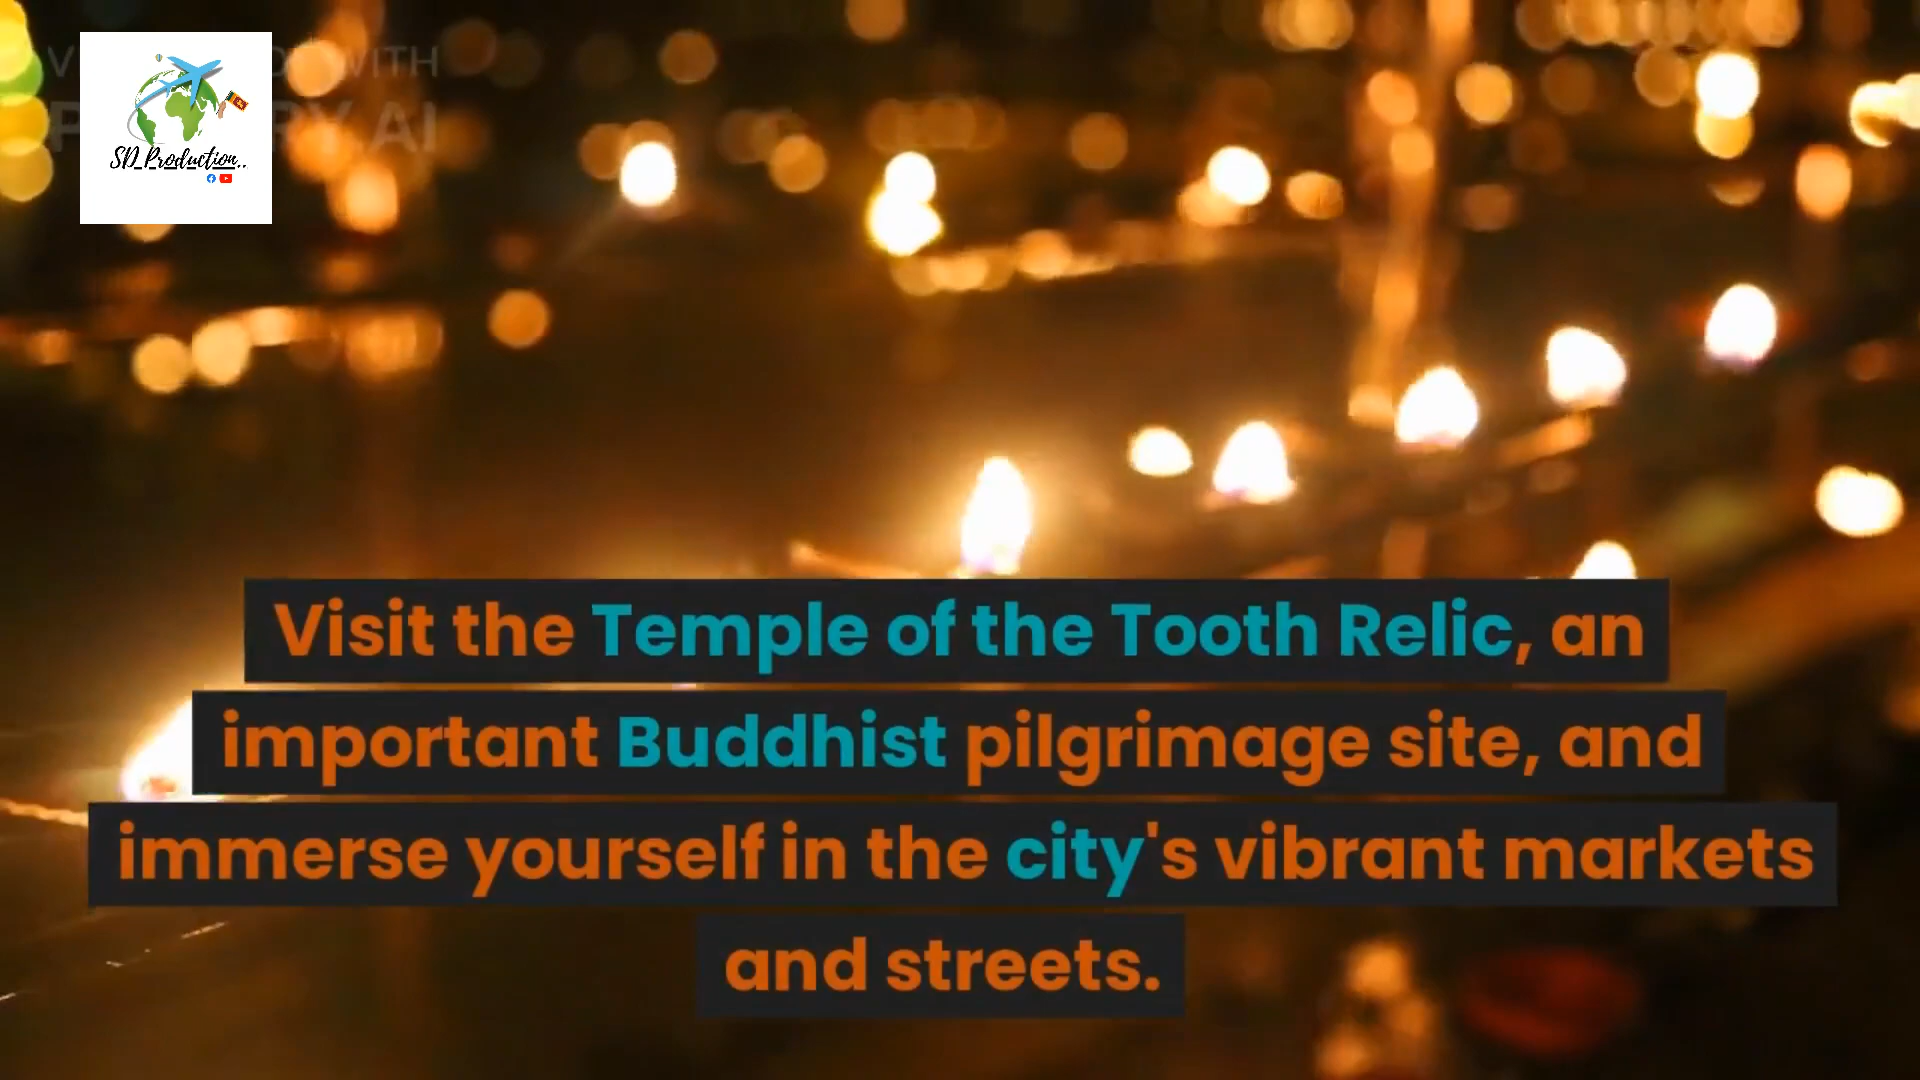 SD_Production..
Visit the Temple of the Tooth Relic, an
important Buddhist pilgrimage site, and
immerse yourself in the city's vibrant markets
and streets.